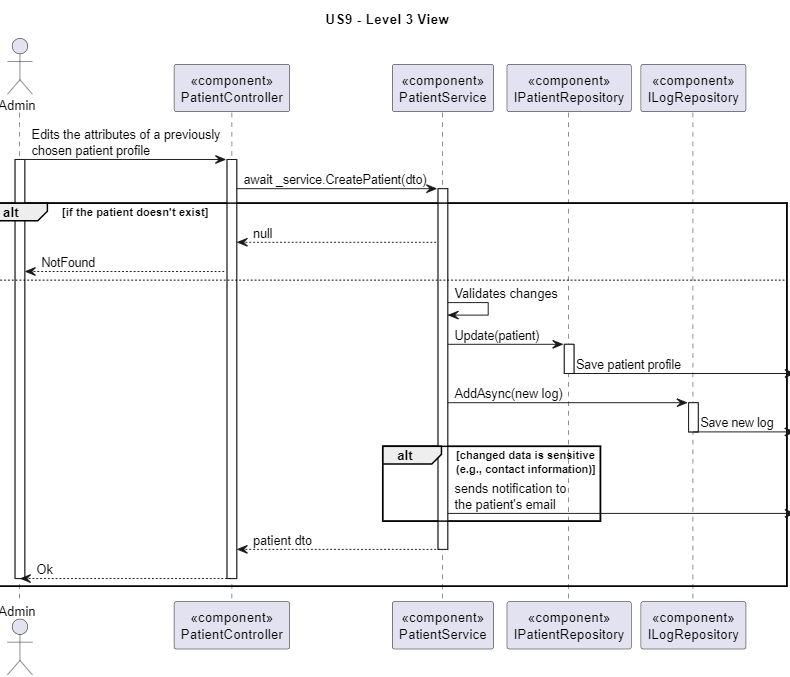 US9 - Level 3 View
Admin
«component»
PatientController
«component»
PatientService
«component»
IPatientRepository
«component»
ILogRepository
Edits the attributes of a previously
chosen patient profile
await _service.CreatePatient(dto)
alt
[if the patient doesn't exist]
null
NotFound
Validates changes
Update(patient)
Save patient profile
AddAsync(new log)
Save new log
alt
[changed data is sensitive
(e.g., contact information)]
sends notification to
the patient's email
patient dto
Ok
Admin
«component»
PatientController
«component»
PatientService
«component»
IPatientRepository
«component»
ILogRepository